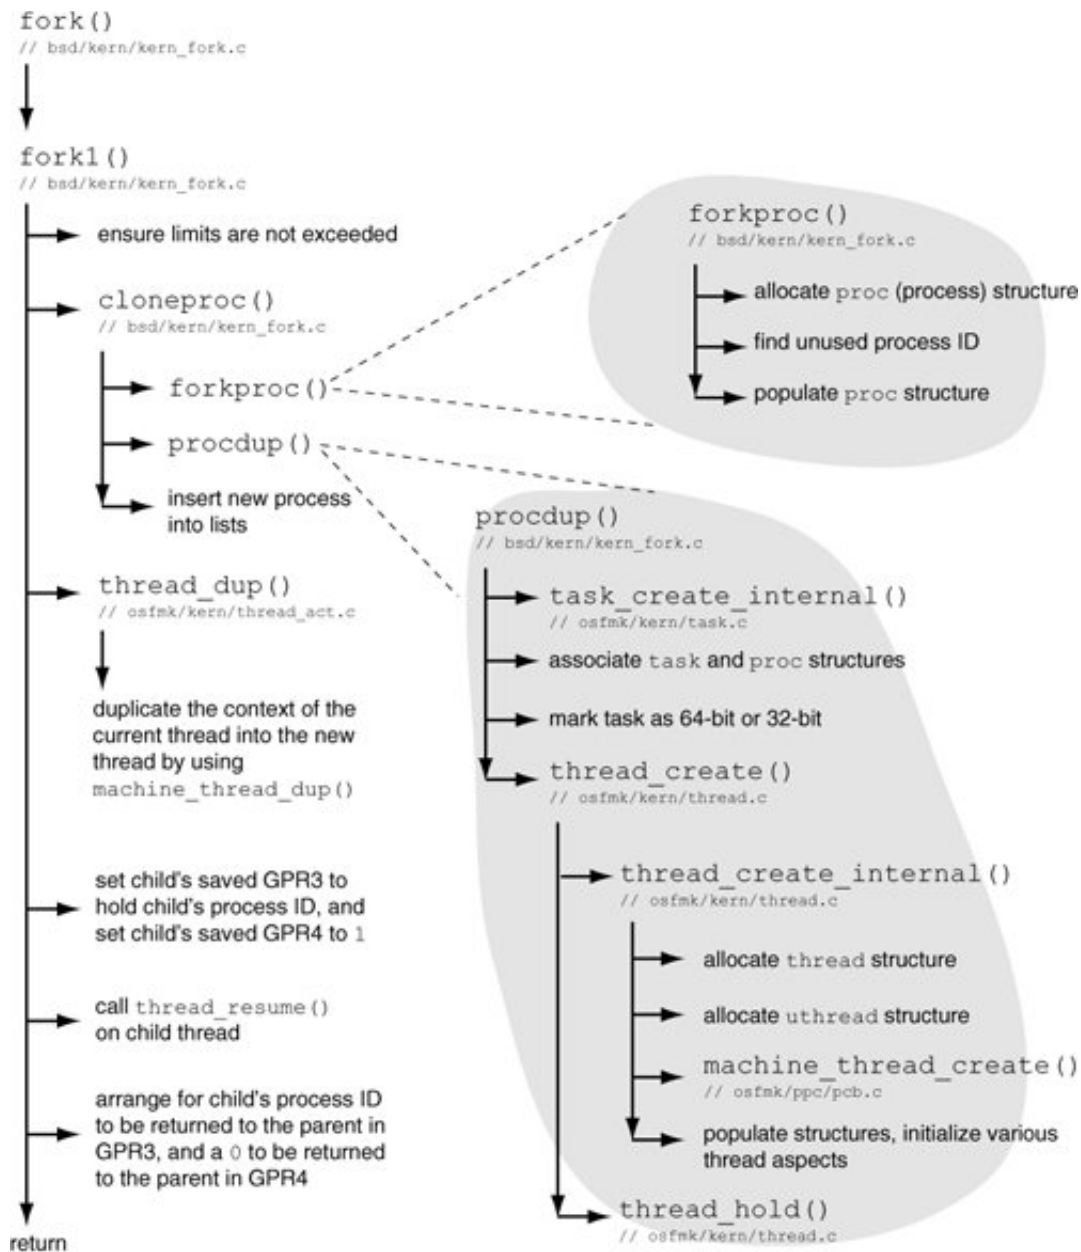 fork()
// bsd/kern/kern_fork.c
fork1()
// bsd/kern/kern_fork.c
ensure limits are not exceeded
cloneproc()
// bsd/kern/kern_fork.c
forkproc()
procdup()
insert new process
into lists
thread_dup()
// osfmk/kern/thread_act.c
duplicate the context of the
current thread into the new
thread by using
machine_thread_dup()
set child's saved GPR3 to
hold child's process ID, and
set child's saved GPR4 to 1
call thread_resume()
on child thread
arrange for child's process ID
to be returned to the parent in
GPR3, and a 0 to be returned
to the parent in GPR4
return
forkproc()
// bsd/kern/kern_fork.c
allocate proc (process) structure
find unused process ID
populate proc structure
procdup()
// bsd/kern/kern_fork.c
task_create_internal()
// osfmk/kern/task.c
associate task and proc structures
mark task as 64-bit or 32-bit
thread_create()
// osfmk/kern/thread.c
thread_create_internal()
// osfmk/kern/thread.c
allocate thread structure
allocate uthread structure
machine_thread_create()
// osfmk/ppc/pcb.c
populate structures, initialize various
thread aspects
thread_hold()
// osfmk/kern/thread.c